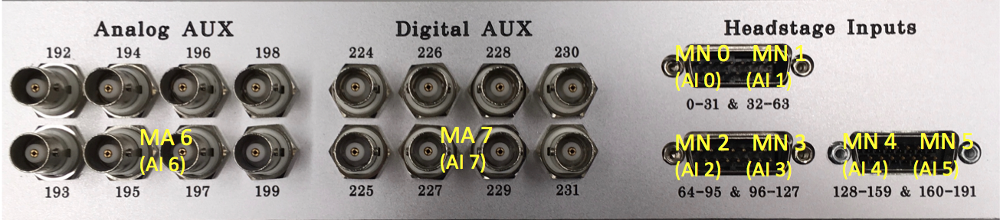 Analog AUX
192 194 196 198
MA 6
(AI 6)
193 195 197 199
Digital AUX
224 226 228 230
MA 7
(AI 7)
225 227 229 231
Headstage Inputs
MN 0 MN 1
(AI 0) (AI 1)
0-31 & 32-63
MN 2 MN 3
(AI 2) (AI 3)
64-95 & 96-127
MN 4 MN 5
(AI 4) (AI 5)
128-159 & 160-191